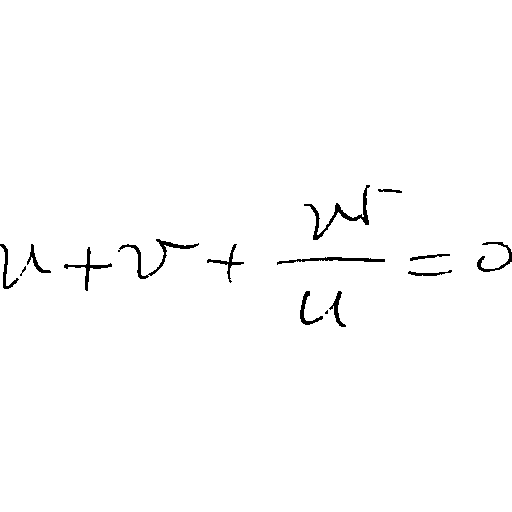 u + v + \frac{w}{u} = 0